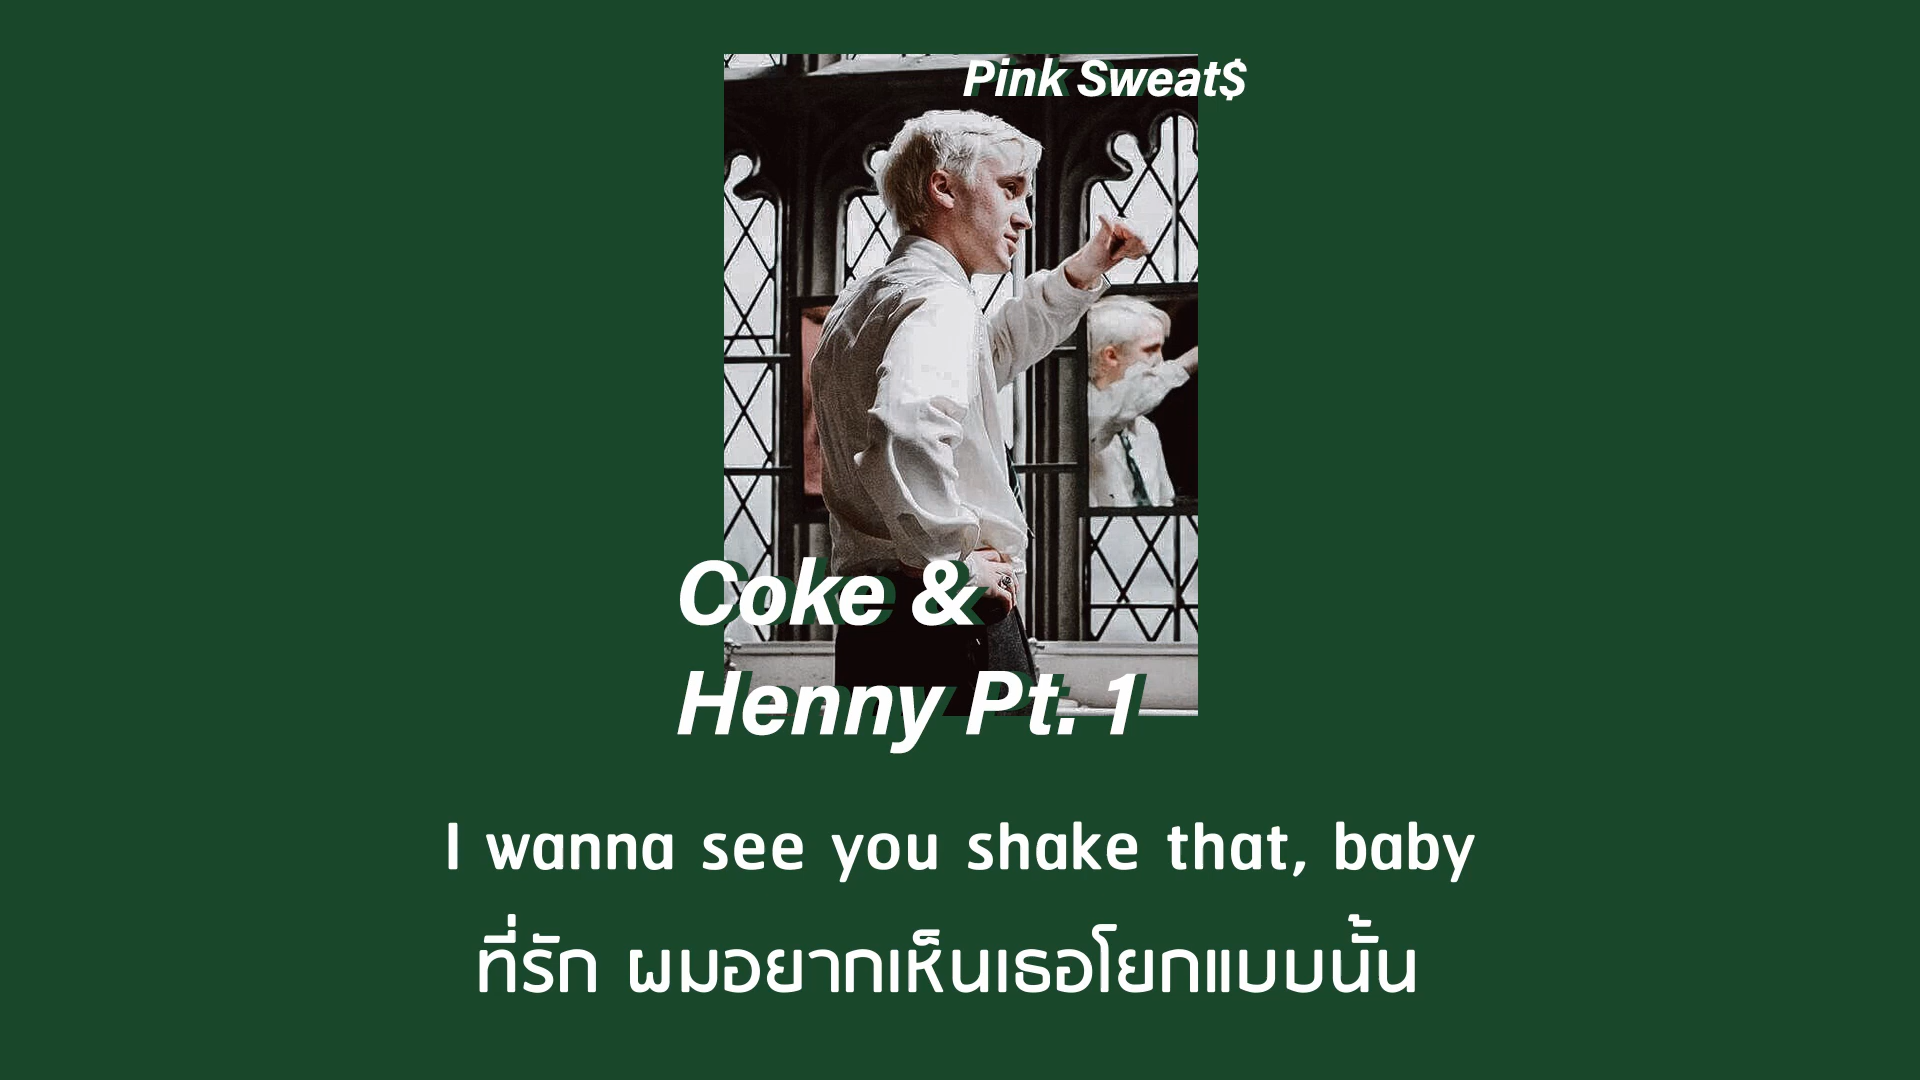 Pink Sweat$
Coke &
Henny Pt. 1
I wanna see you shake that, baby
ที่รัก ผมอยากเห็นเธอโยกแบบนั้น